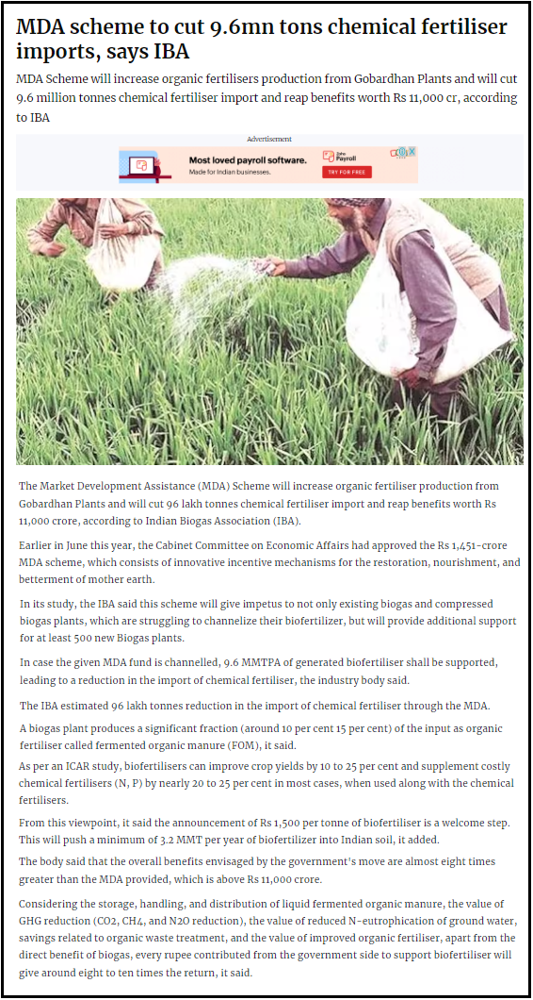 MDA scheme to cut 9.6mn tons chemical fertiliser
imports, says IBA
MDA Scheme will increase organic fertilisers production from Gobardhan Plants and will cut
9.6 million tonnes chemical fertiliser import and reap benefits worth Rs 11,000 cr, according
to IBA
Advertisement
Most loved payroll software.
Made for Indian businesses.
Zoho
Payroll
TRY FOR FREE
The Market Development Assistance (MDA) Scheme will increase organic fertiliser production from
Gobardhan Plants and will cut 96 lakh tonnes chemical fertiliser import and reap benefits worth Rs
11,000 crore, according to Indian Biogas Association (IBA).
Earlier in June this year, the Cabinet Committee on Economic Affairs had approved the Rs 1,451-crore
MDA scheme, which consists of innovative incentive mechanisms for the restoration, nourishment, and
betterment of mother earth.
In its study, the IBA said this scheme will give impetus to not only existing biogas and compressed
biogas plants, which are struggling to channelize their biofertilizer, but will provide additional support
for at least 500 new Biogas plants.
In case the given MDA fund is channelled, 9.6 MMTPA of generated biofertiliser shall be supported,
leading to a reduction in the import of chemical fertiliser, the industry body said.
The IBA estimated 96 lakh tonnes reduction in the import of chemical fertiliser through the MDA.
A biogas plant produces a significant fraction (around 10 per cent 15 per cent) of the input as organic
fertiliser called fermented organic manure (FOM), it said.
As per an ICAR study, biofertilisers can improve crop yields by 10 to 25 per cent and supplement costly
chemical fertilisers (N, P) by nearly 20 to 25 per cent in most cases, when used along with the chemical
fertilisers.
From this viewpoint, it said the announcement of Rs 1,500 per tonne of biofertiliser is a welcome step.
This will push a minimum of 3.2 MMT per year of biofertilizer into Indian soil, it added.
The body said that the overall benefits envisaged by the government's move are almost eight times
greater than the MDA provided, which is above Rs 11,000 crore.
Considering the storage, handling, and distribution of liquid fermented organic manure, the value of
GHG reduction (CO2, CH4, and N2O reduction), the value of reduced N-eutrophication of ground water,
savings related to organic waste treatment, and the value of improved organic fertiliser, apart from the
direct benefit of biogas, every rupee contributed from the government side to support biofertiliser will
give around eight to ten times the return, it said.